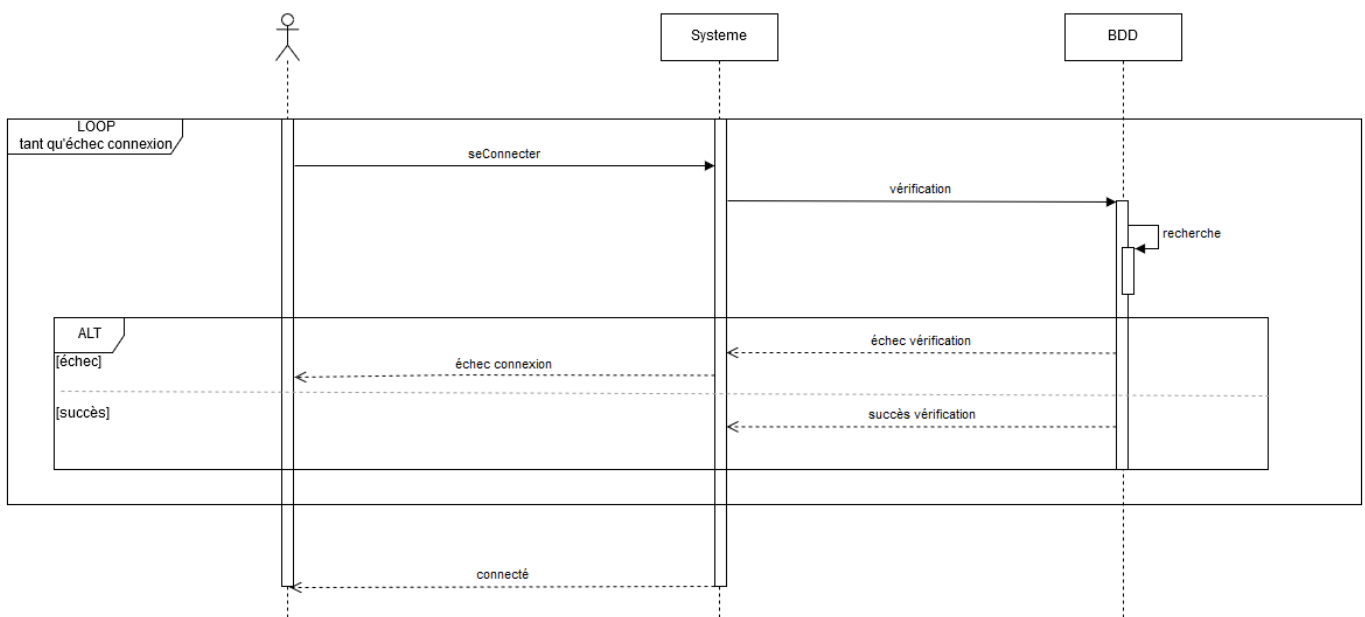 Systeme
BDD
LOOP
tant qu'échec connexion
seConnecter
vérification
recherche
ALT
[échec]
échec vérification
échec connexion
[succès]
succès vérification
connecté